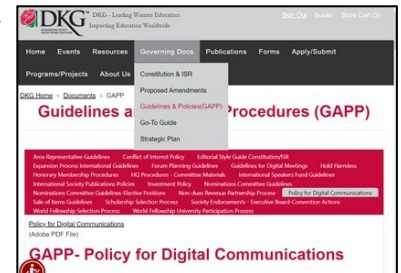 DKG
DKG - Leading Women Educators
Impacting Education Worldwide
Sign Out Susan Store Cart (3)
Home Events Resources Governing Docs Publications Forms Apply/Submit
Programs/Projects About Us
Constitution & ISR
Proposed Amendments
Guidelines & Policies(GAPP)
Go-To Guide
Strategic Plan
DKG Home » Documents » GAPP
Guidelines a Procedures (GAPP)
Area Representative Guidelines Conflict of Interest Policy Editorial Style Guide Constitution/ISR
Expansion Process International Guidelines Forum Planning Guidelines Guidelines for Digital Meetings Hold Harmless
Honorary Membership Procedures HQ Procedures - Committee Materials International Speakers Fund Guidelines
International Society Publications Policies Investment Policy Nominations Committee Guidelines
Nominations Committee Guidelines-Elective Positions Non-dues Revenue Partnership Process Policy for Digital Communications
Sale of Items Guidelines Scholarship Selection Process Society Endorsements - Executive Board-Convention Actions
World Fellowship Selection Process World Fellowship University Participation Process
Policy for Digital Communications
(Adobe PDF File)
GAPP- Policy for Digital Communications